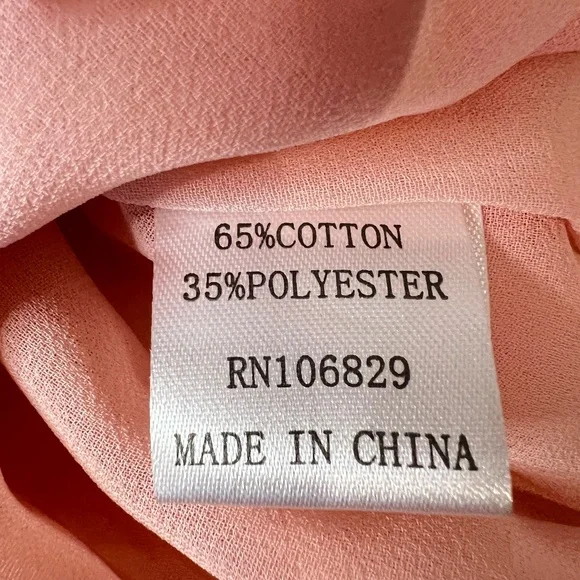 65%COTTON
35%POLYESTER
RN106829
MADE IN CHINA